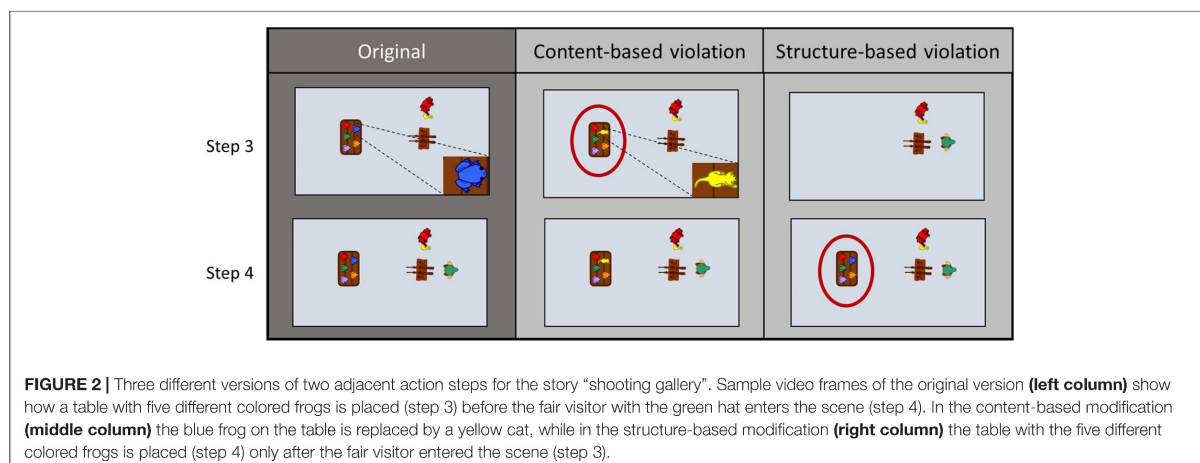 Original Content-based violation Structure-based violation
Step 3
Step 4
FIGURE 2 | Three different versions of two adjacent action steps for the story “shooting gallery”. Sample video frames of the original version (left column) show
how a table with five different colored frogs is placed (step 3) before the fair visitor with the green hat enters the scene (step 4). In the content-based modification
(middle column) the blue frog on the table is replaced by a yellow cat, while in the structure-based modification (right column) the table with the five different
colored frogs is placed (step 4) only after the fair visitor entered the scene (step 3).